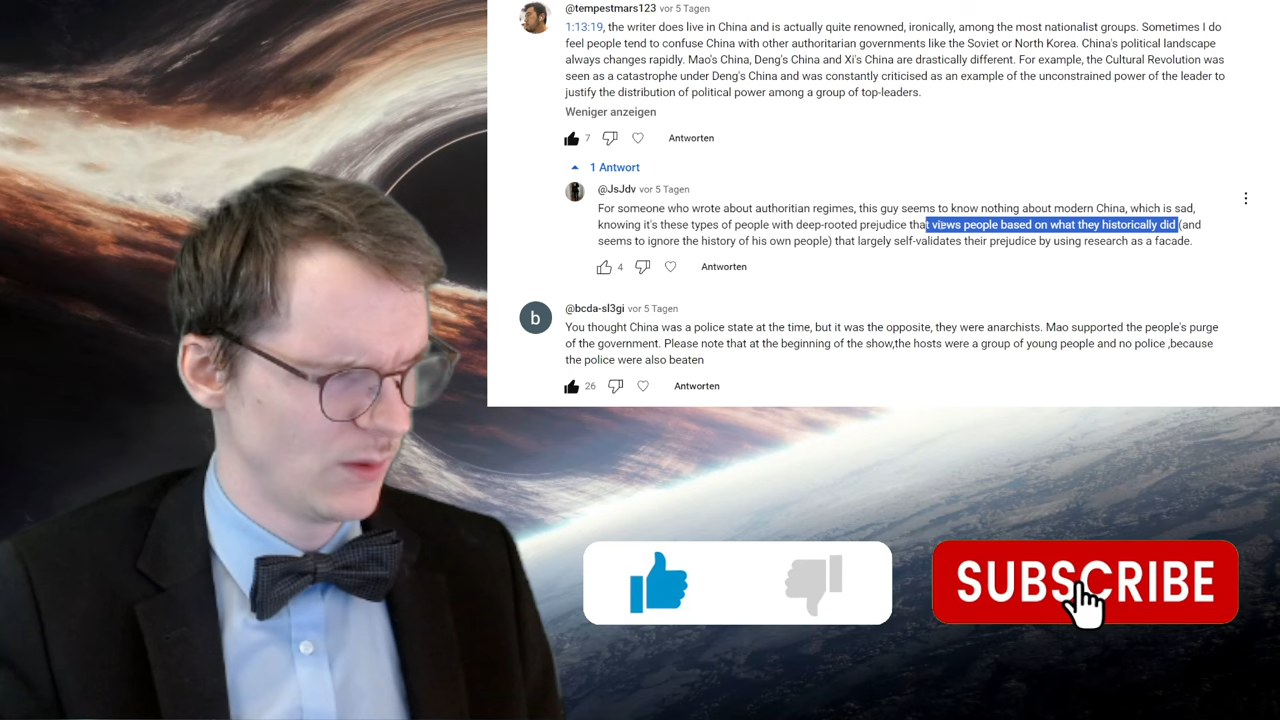 @tempestmars123 vor 5 Tagen
1:13:19, the writer does live in China and is actually quite renowned, ironically, among the most nationalist groups. Sometimes I do
feel people tend to confuse China with other authoritarian governments like the Soviet or North Korea. China's political landscape
always changes rapidly. Mao's China, Deng's China and Xi's China are drastically different. For example, the Cultural Revolution was
seen as a catastrophe under Deng's China and was constantly criticised as an example of the unconstrained power of the leader to
justify the distribution of political power among a group of top-leaders.
Weniger anzeigen
7 Antworten
1 Antwort
@JsJdv vor 5 Tagen
For someone who wrote about authoritian regimes, this guy seems to know nothing about modern China, which is sad,
knowing it's these types of people with deep-rooted prejudice that views people based on what they historically did (and
seems to ignore the history of his own people) that largely self-validates their prejudice by using research as a facade.
4 Antworten
b
@bcda-sl3gi vor 5 Tagen
You thought China was a police state at the time, but it was the opposite, they were anarchists. Mao supported the people's purge
of the government. Please note that at the beginning of the show,the hosts were a group of young people and no police ,because
the police were also beaten
26 Antworten
SUBSCRIBE